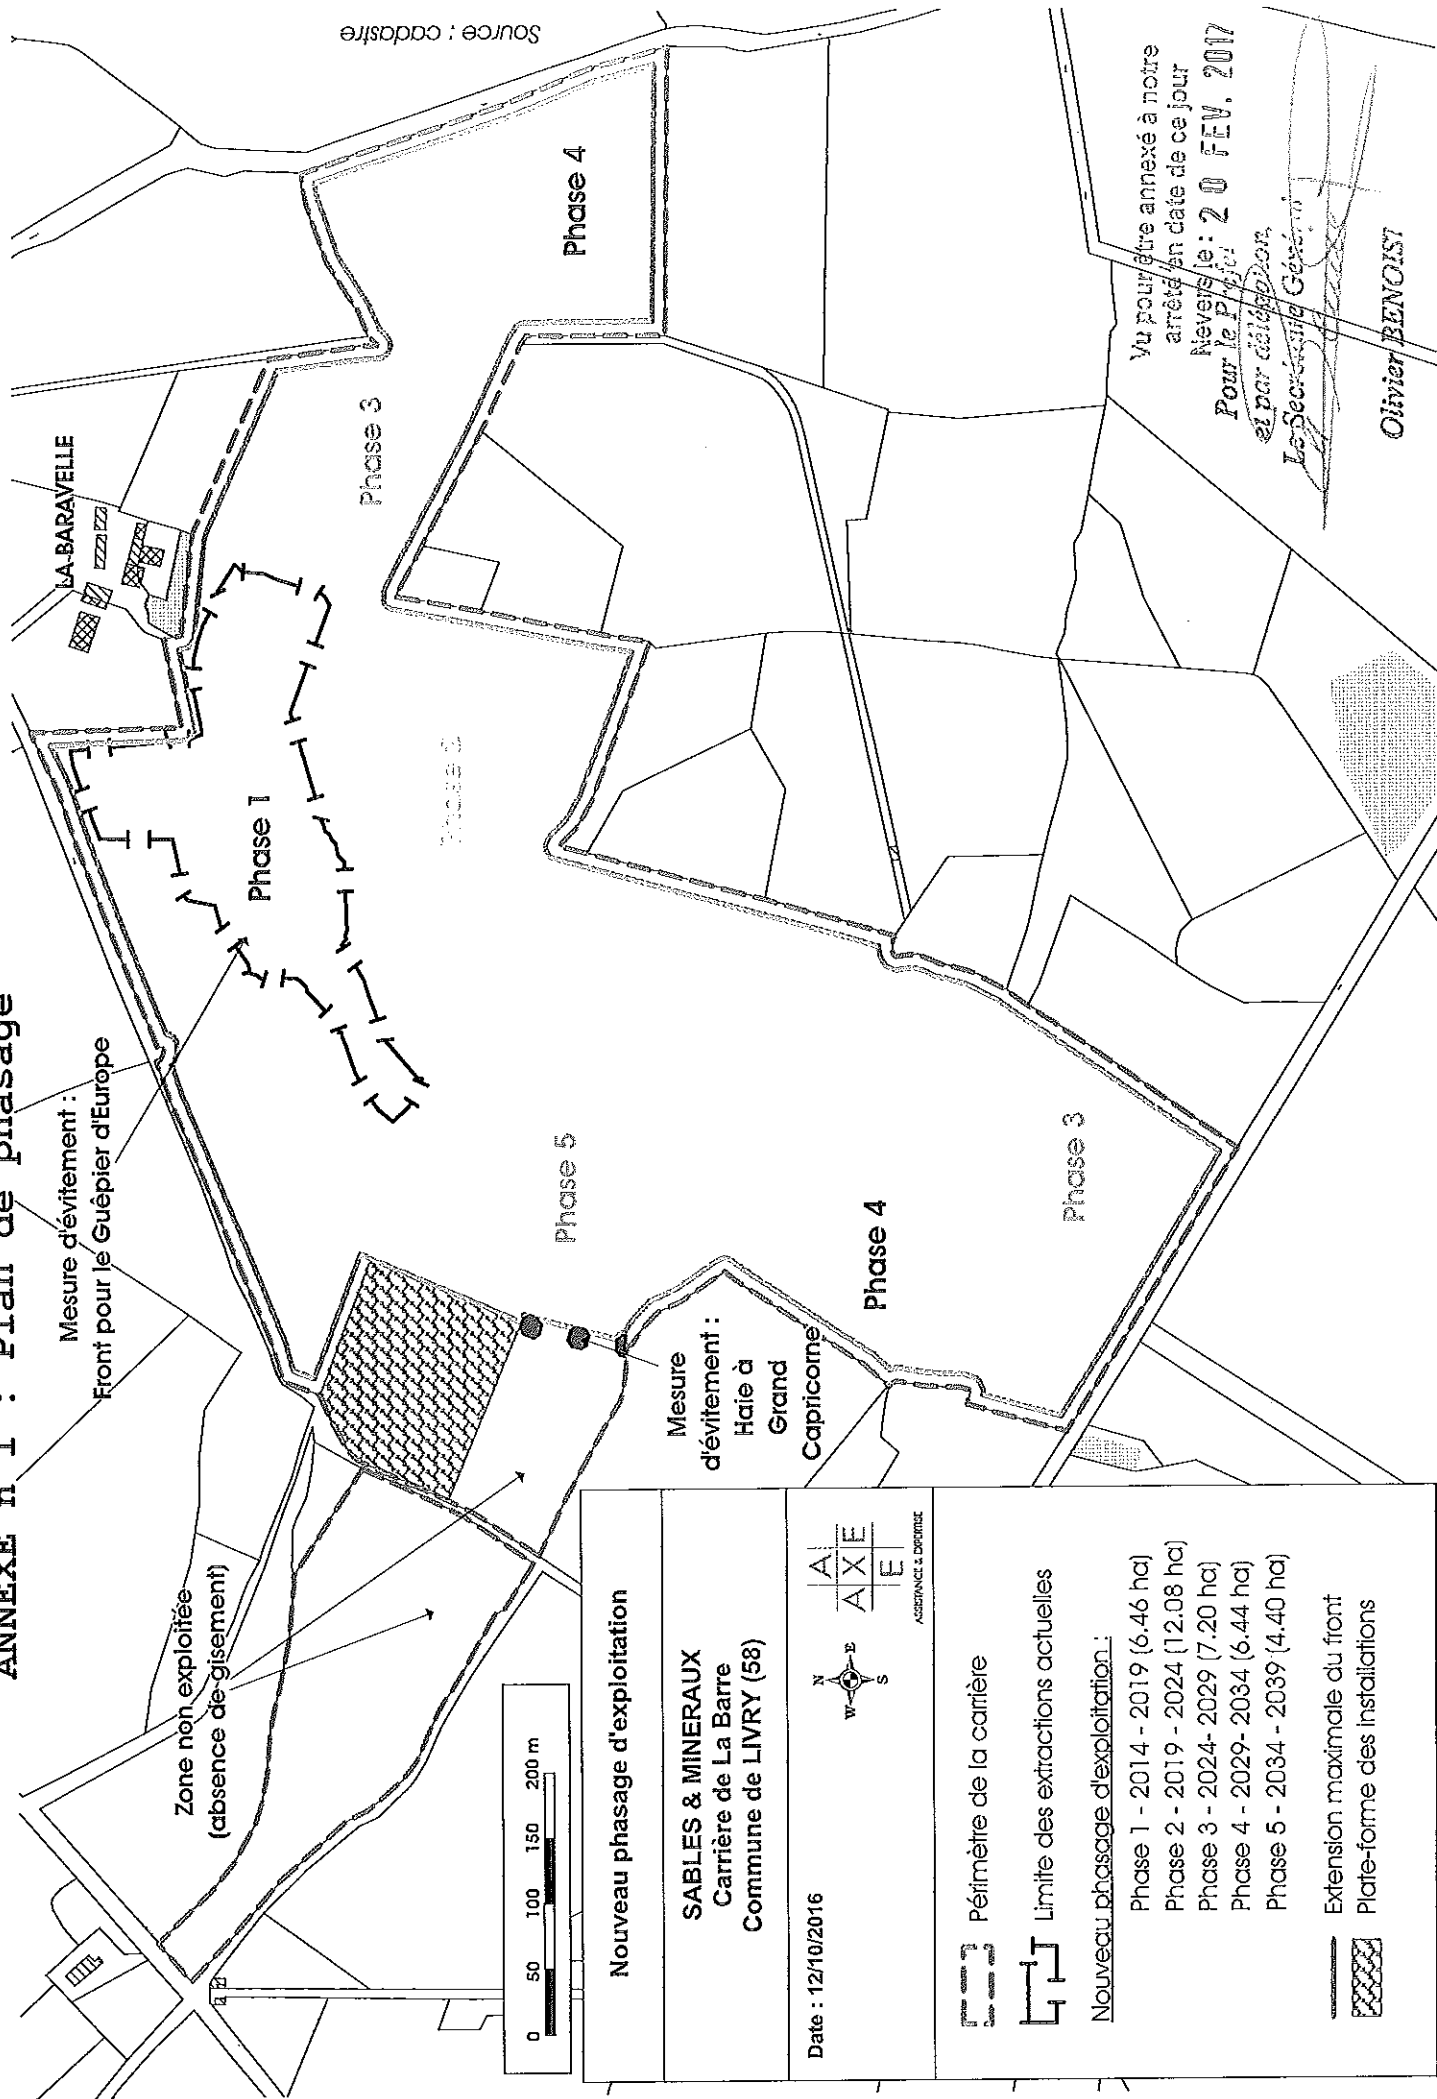 ANNEXE n°1 : Plan de phasage
Mesure d'évitement :
Front pour le Guêpier d'Europe
Zone non exploitée
(absence de gisement)
LA-BARAVELLE
Source : cadastre
Phase 1
Phase 3
Phase 4
Phase 5
Phase 4
Phase 3
Mesure
d'évitement :
Haie à
Grand
Capricorne
Vu pour être annexé à notre
arrêté en date de ce jour
Nevers le : 20 FEV. 2017
Pour le Préfet
et par délégation,
Le Secrétaire Général
Olivier BENOIST
0 50 100 150 200 m
Nouveau phasage d'exploitation
SABLES & MINERAUX
Carrière de La Barre
Commune de LIVRY (58)
Date : 12/10/2016
N
W E
S
A
A X E
E
ASSISTANCE & EXPERTISE
Périmètre de la carrière
Limite des extractions actuelles
Nouveau phasage d'exploitation :
Phase 1 - 2014 - 2019 (6.46 ha)
Phase 2 - 2019 - 2024 (12.08 ha)
Phase 3 - 2024- 2029 (7.20 ha)
Phase 4 - 2029- 2034 (6.44 ha)
Phase 5 - 2034 - 2039 (4.40 ha)
Extension maximale du front
Plate-forme des installations